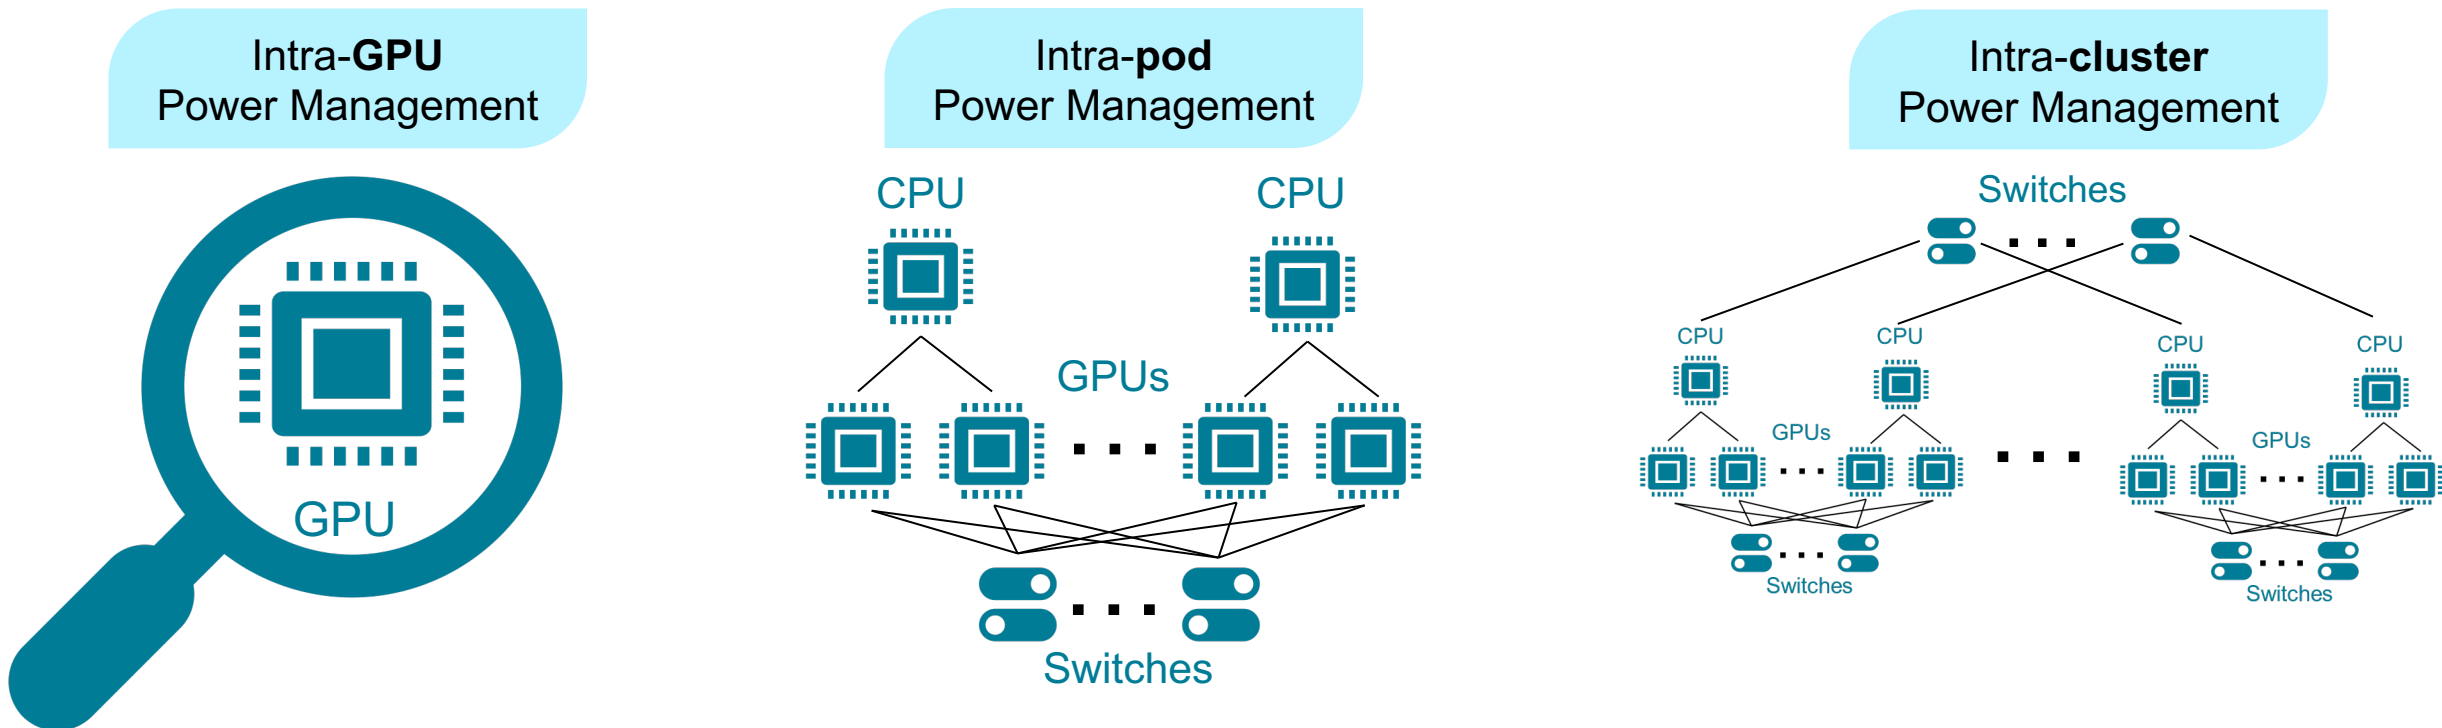 Intra-GPU
Power Management
GPU
Intra-pod
Power Management
CPU
CPU
GPUs
Switches
Intra-cluster
Power Management
Switches
CPU
CPU
CPU
CPU
GPUs
GPUs
Switches
Switches